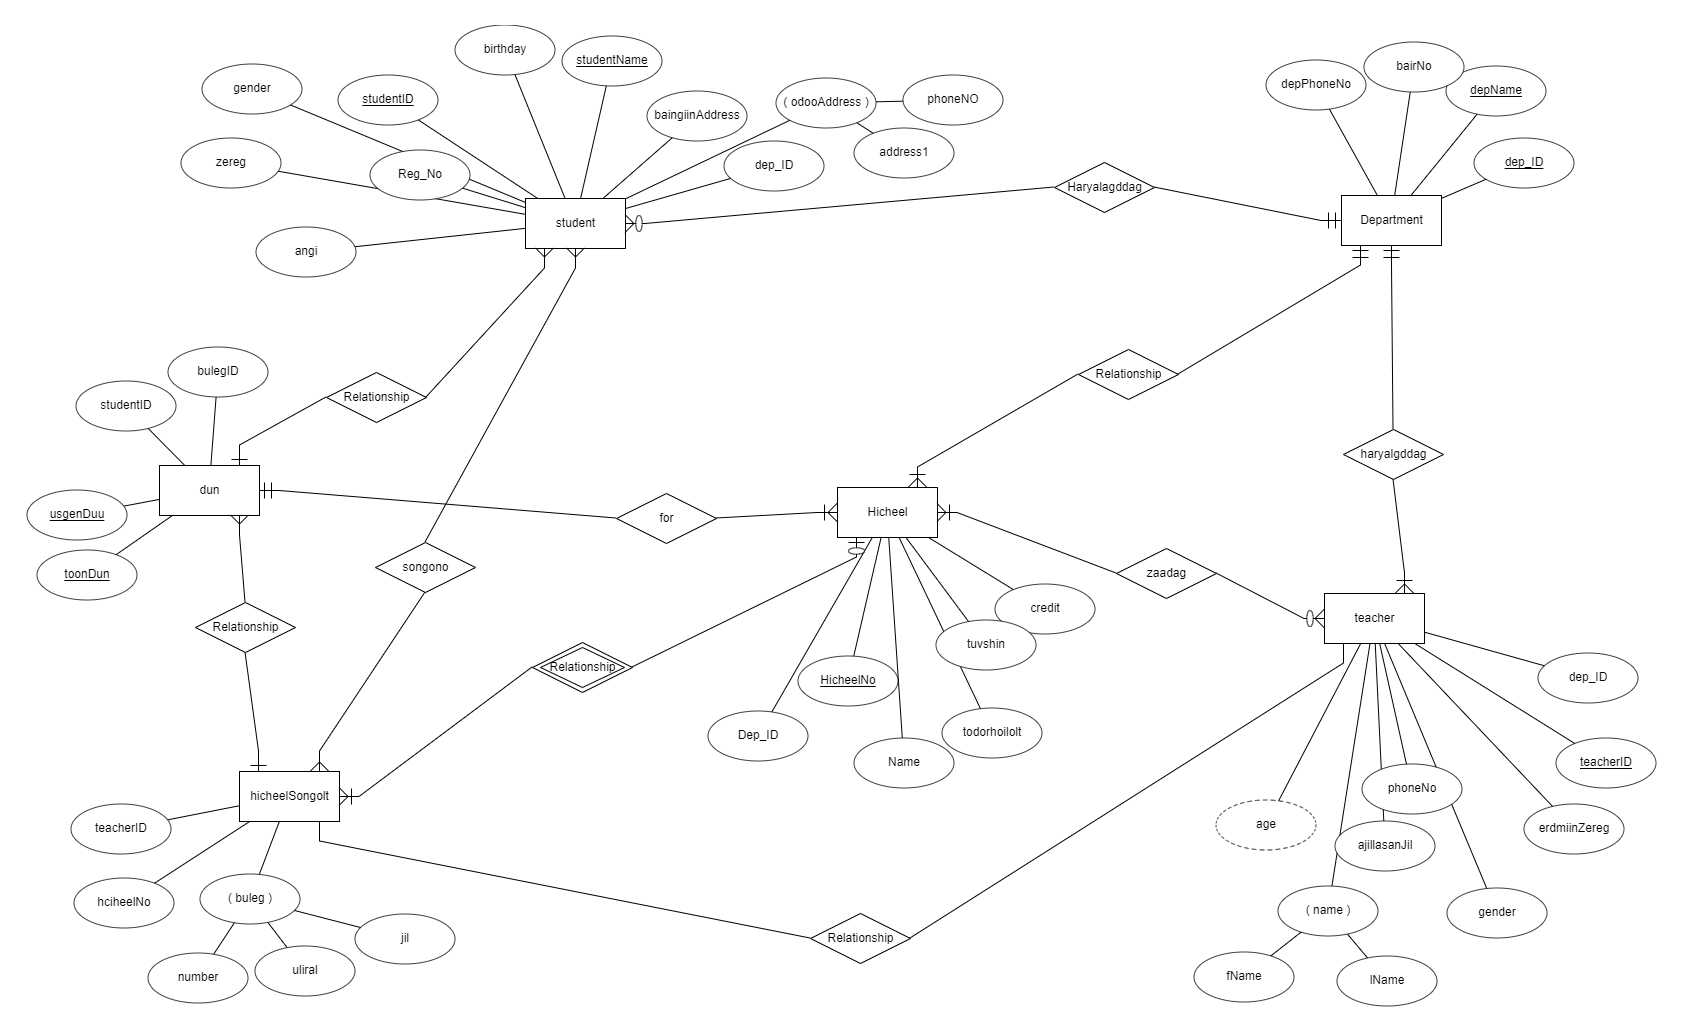 birthday
studentName
gender
studentID
( odooAddress )
phoneNO
baingiinAddress
address1
zereg
Reg_No
dep_ID
student
angi
depPhoneNo
bairNo
depName
dep_ID
Haryalagddag
Department
bulegID
studentID
Relationship
Relationship
haryalgddag
dun
usgenDuu
toonDun
for
Hicheel
songono
zaadag
credit
tuvshin
HicheelNo
Dep_ID
todorhoilolt
Name
teacher
dep_ID
teacherID
phoneNo
age
ajillasanJil
erdmiinZereg
( name )
gender
fName
lName
Relationship
Relationship
hicheelSongolt
teacherID
hciheelNo
( buleg )
jil
number
uliral
Relationship